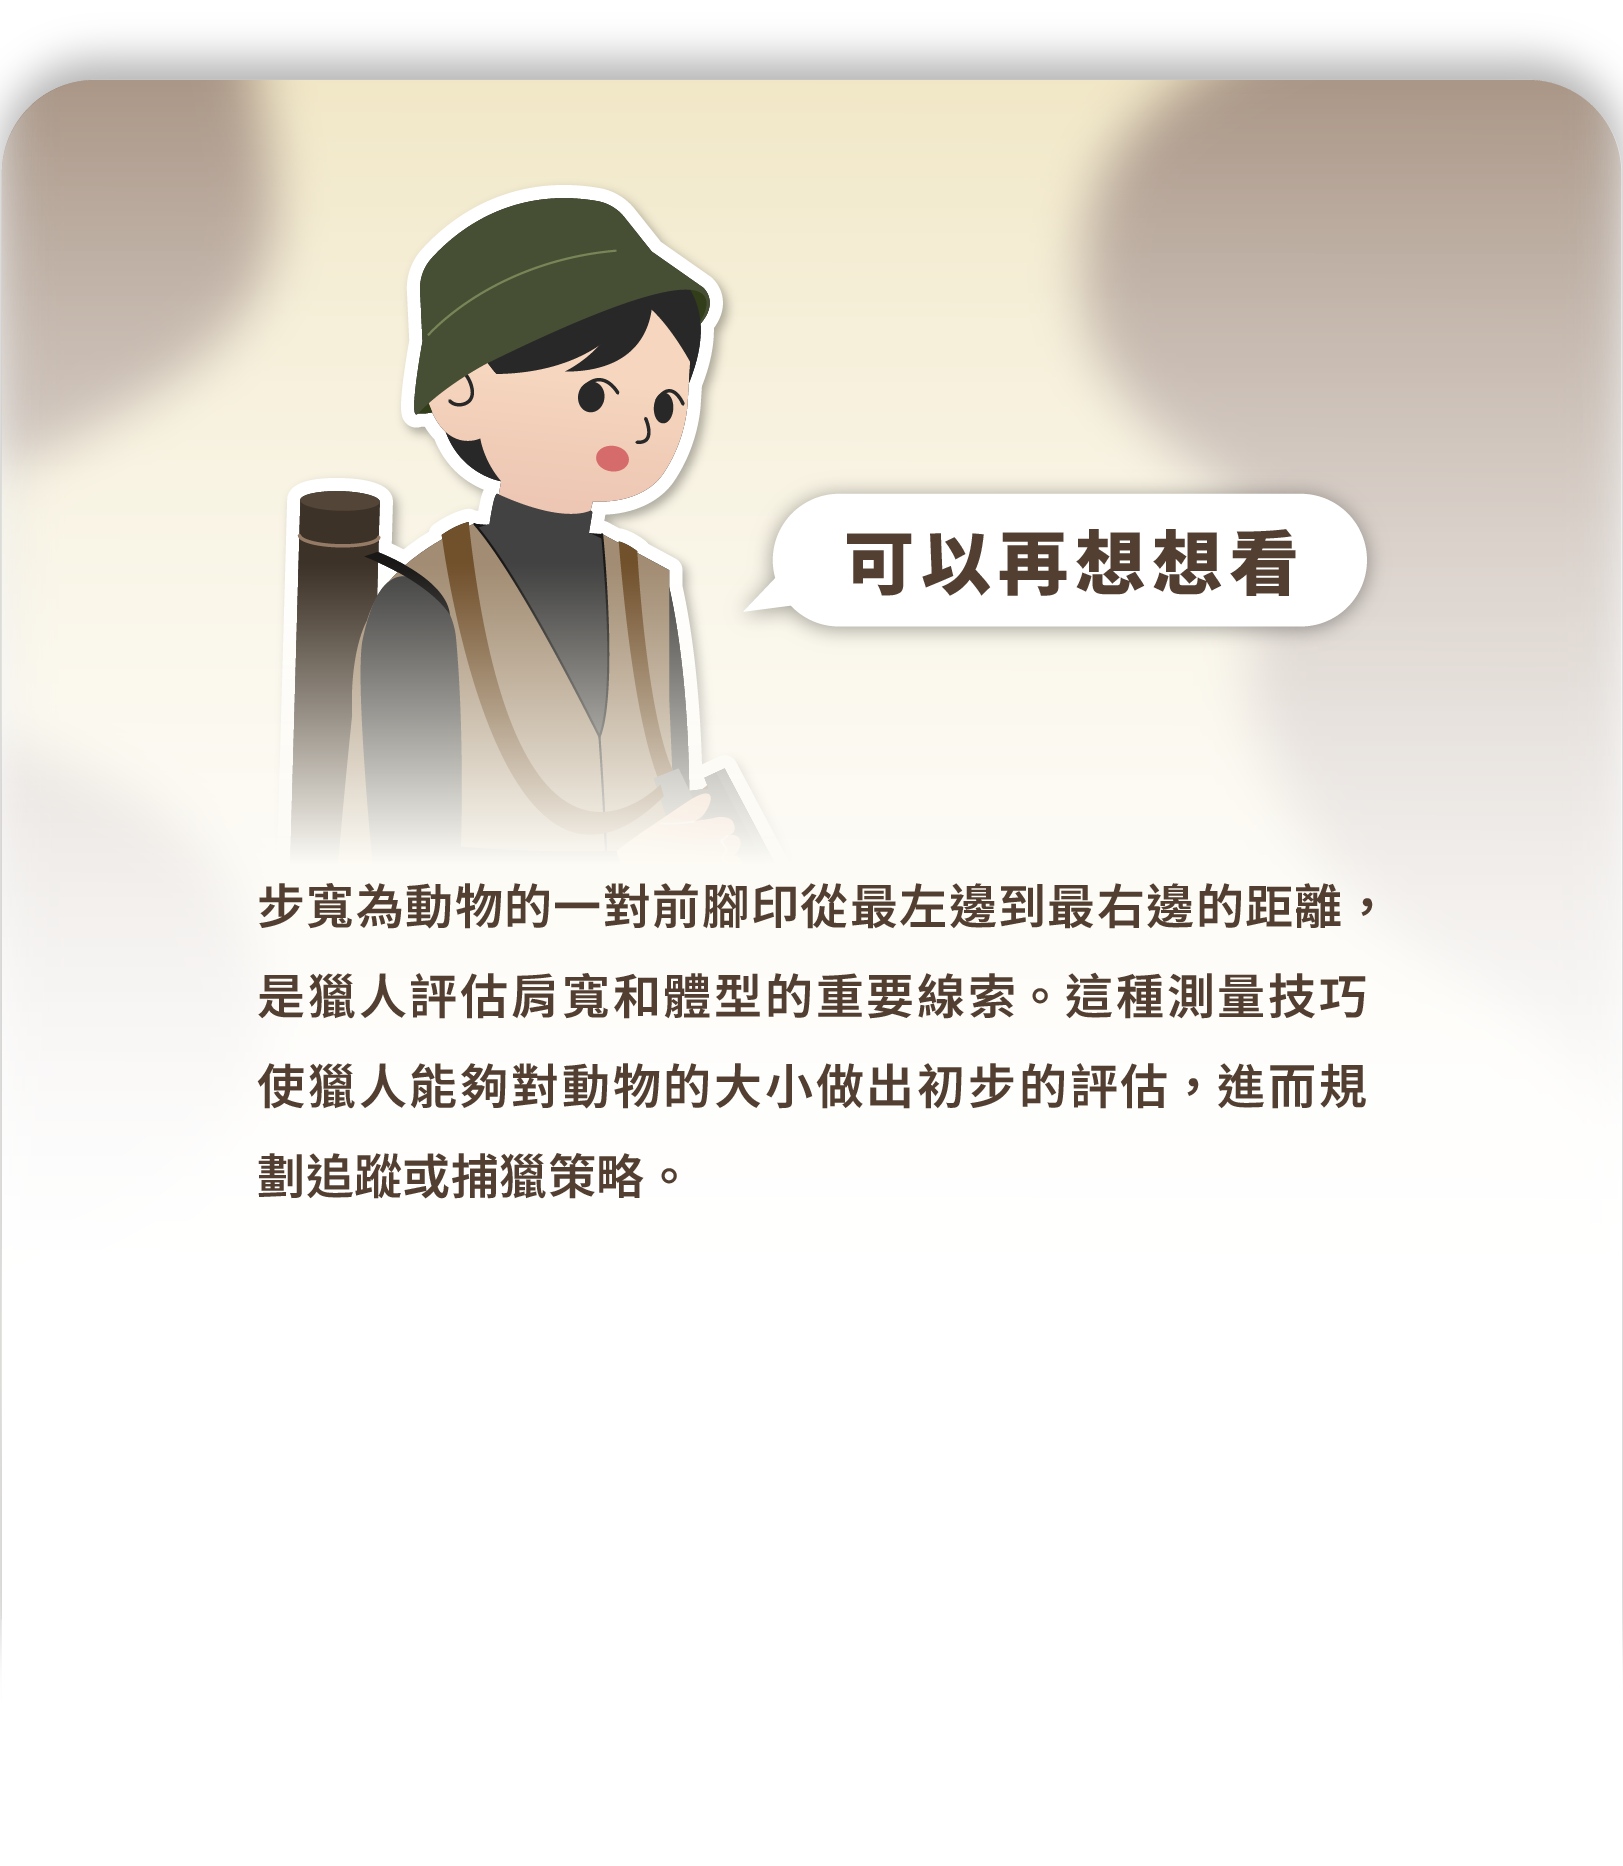 可以再想想看
步寬為動物的一對前腳印從最左邊到最右邊的距離，
是獵人評估肩寬和體型的重要線索。這種測量技巧
使獵人能夠對動物的大小做出初步的評估，進而規
劃追蹤或捕獵策略。